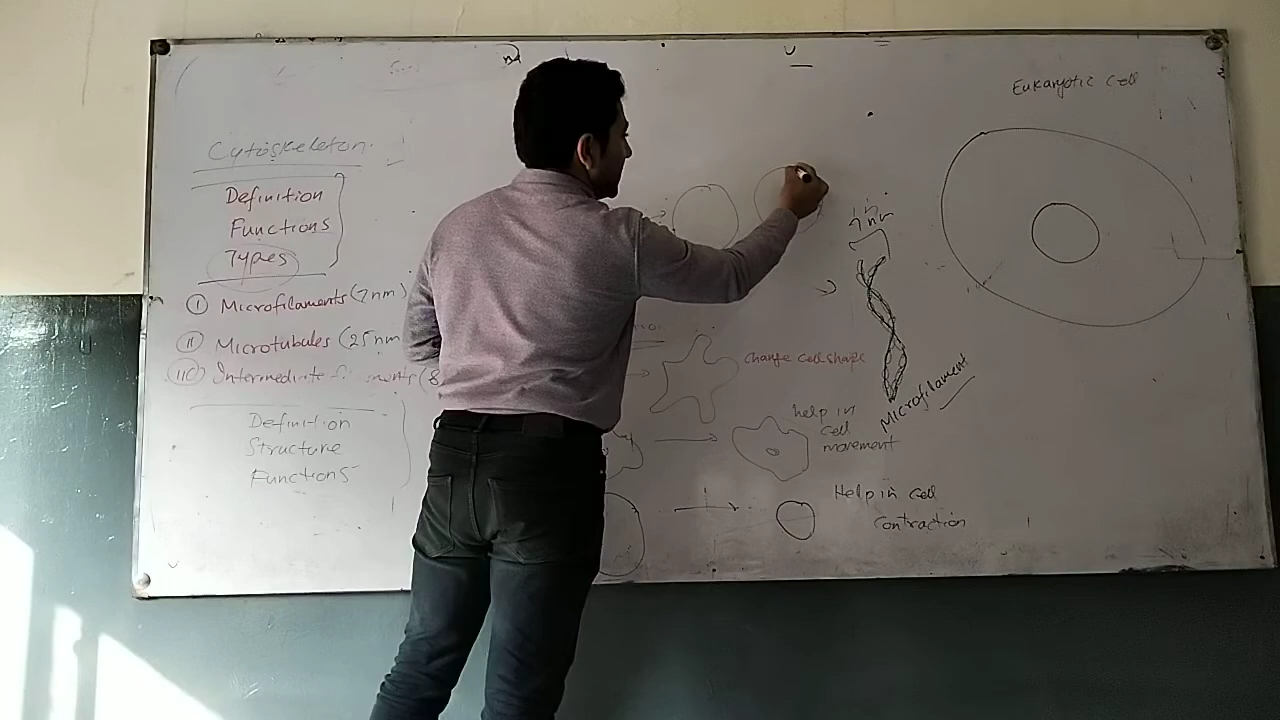 Cytoskeleton
Definition
Functions
Types
I Microfilaments (7nm)
II Microtubules (25nm
III Intermediate (8
Definition
Structure
Functions
change cell shape
help in
cell
movement
Help in cell
contraction
7nm
Microfilament
Eukaryotic Cell